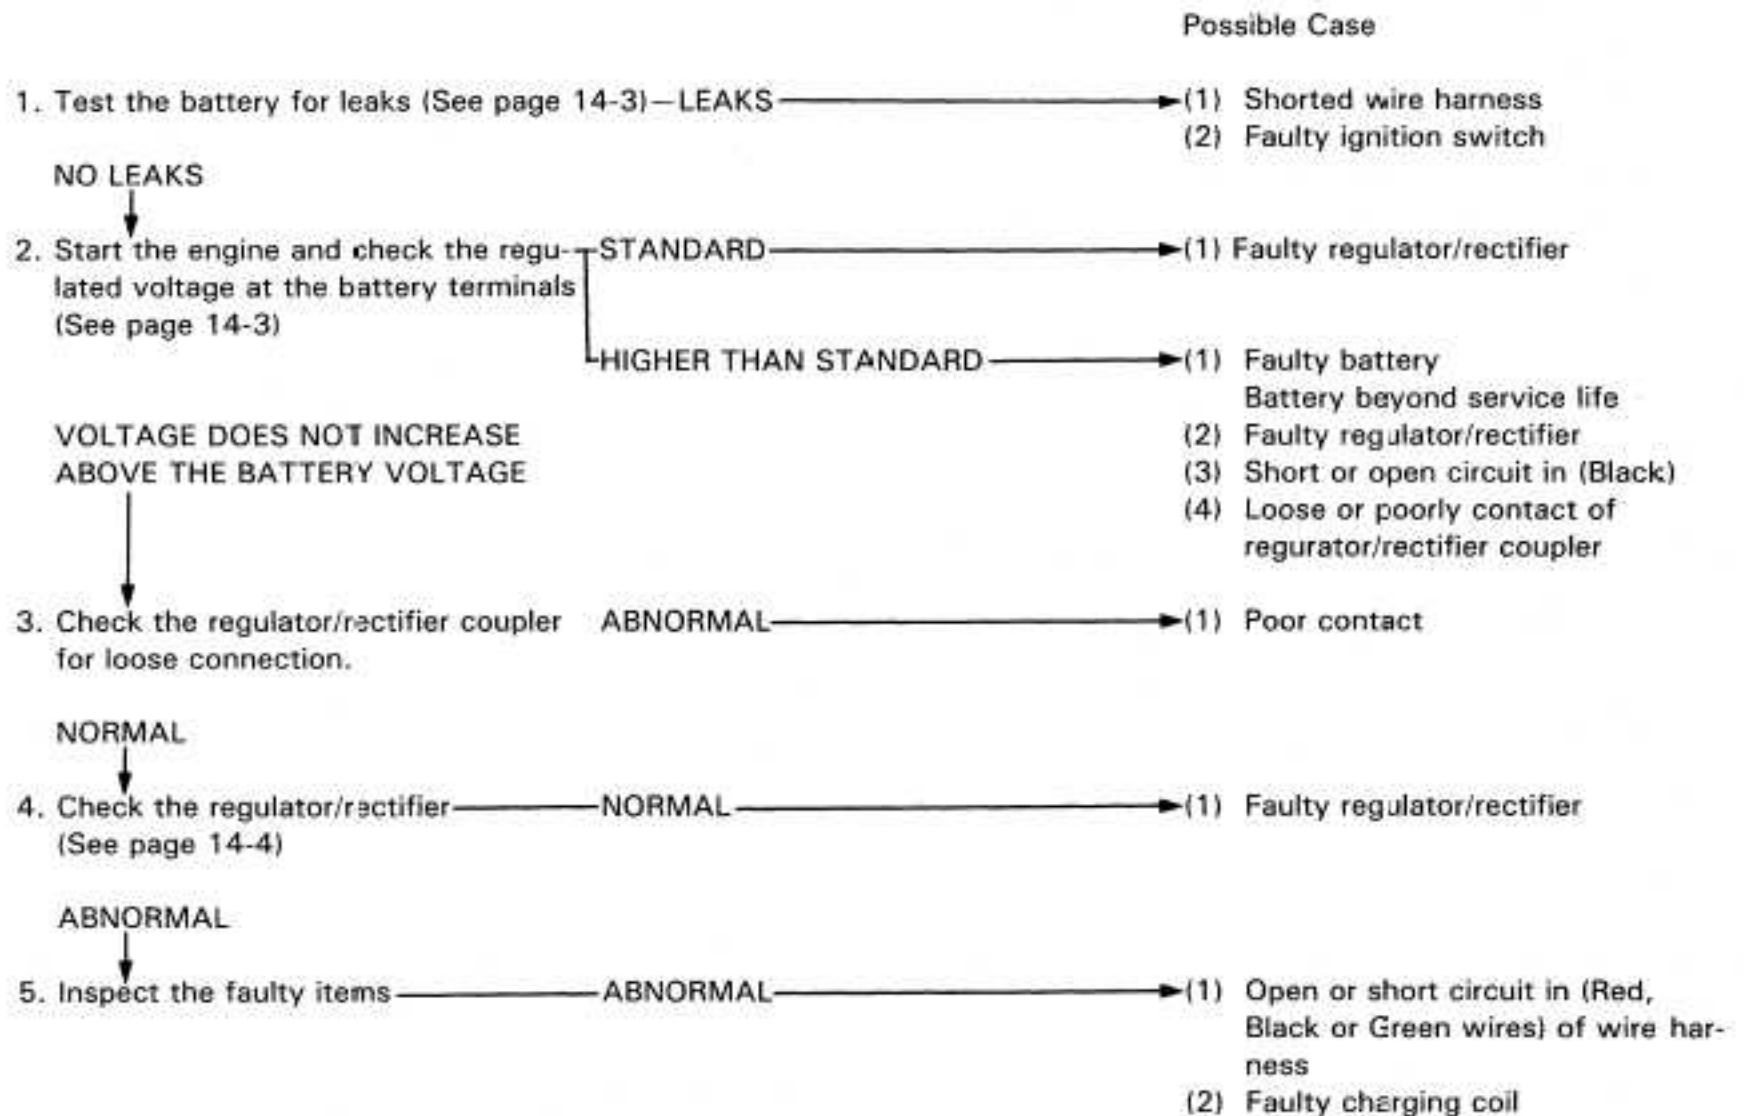 Possible Case
1. Test the battery for leaks (See page 14-3)—LEAKS
(1) Shorted wire harness
(2) Faulty ignition switch
NO LEAKS
2. Start the engine and check the regu-
lated voltage at the battery terminals
(See page 14-3)
STANDARD
(1) Faulty regulator/rectifier
HIGHER THAN STANDARD
(1) Faulty battery
Battery beyond service life
(2) Faulty regulator/rectifier
(3) Short or open circuit in (Black)
(4) Loose or poorly contact of
regurator/rectifier coupler
VOLTAGE DOES NOT INCREASE
ABOVE THE BATTERY VOLTAGE
3. Check the regulator/rectifier coupler
for loose connection.
ABNORMAL
(1) Poor contact
NORMAL
4. Check the regulator/rectifier
(See page 14-4)
NORMAL
(1) Faulty regulator/rectifier
ABNORMAL
5. Inspect the faulty items
ABNORMAL
(1) Open or short circuit in (Red,
Black or Green wires) of wire har-
ness
(2) Faulty charging coil